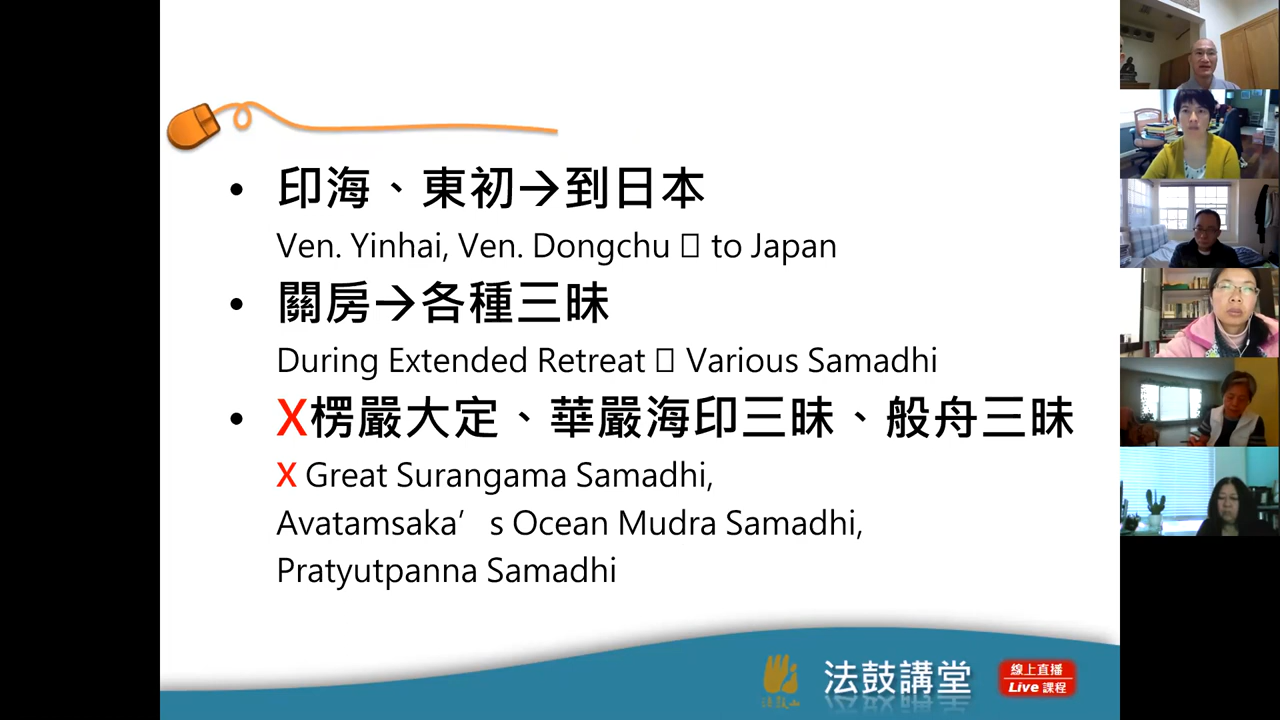 • 印海、東初→到日本
Ven. Yinhai, Ven. Dongchu □ to Japan
• 關房→各種三昧
During Extended Retreat □ Various Samadhi
• X楞嚴大定、華嚴海印三昧、般舟三昧
X Great Surangama Samadhi,
Avatamsaka’s Ocean Mudra Samadhi,
Pratyutpanna Samadhi
法鼓山
法鼓講堂
線上直播
Live 課程